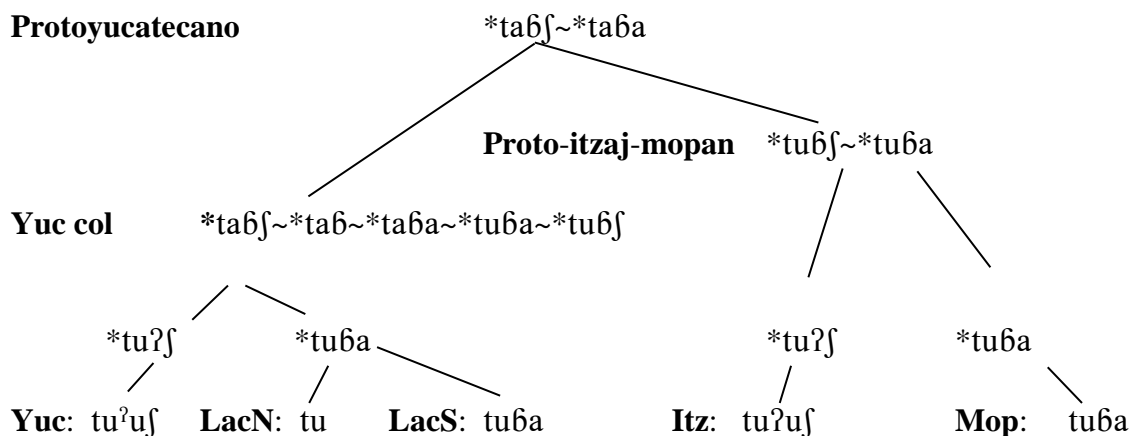 Protoyucatecano *taɓʃ~*taɓa
Proto-itzaj-mopan *tuɓʃ~*tuɓa
Yuc col *taɓʃ~*taɓ~*taɓa~*tuɓa~*tuɓʃ
*tuʔʃ *tuɓa *tuʔʃ *tuɓa
Yuc: tuˀuʃ LacN: tu LacS: tuɓa Itz: tuʔuʃ Mop: tuɓa